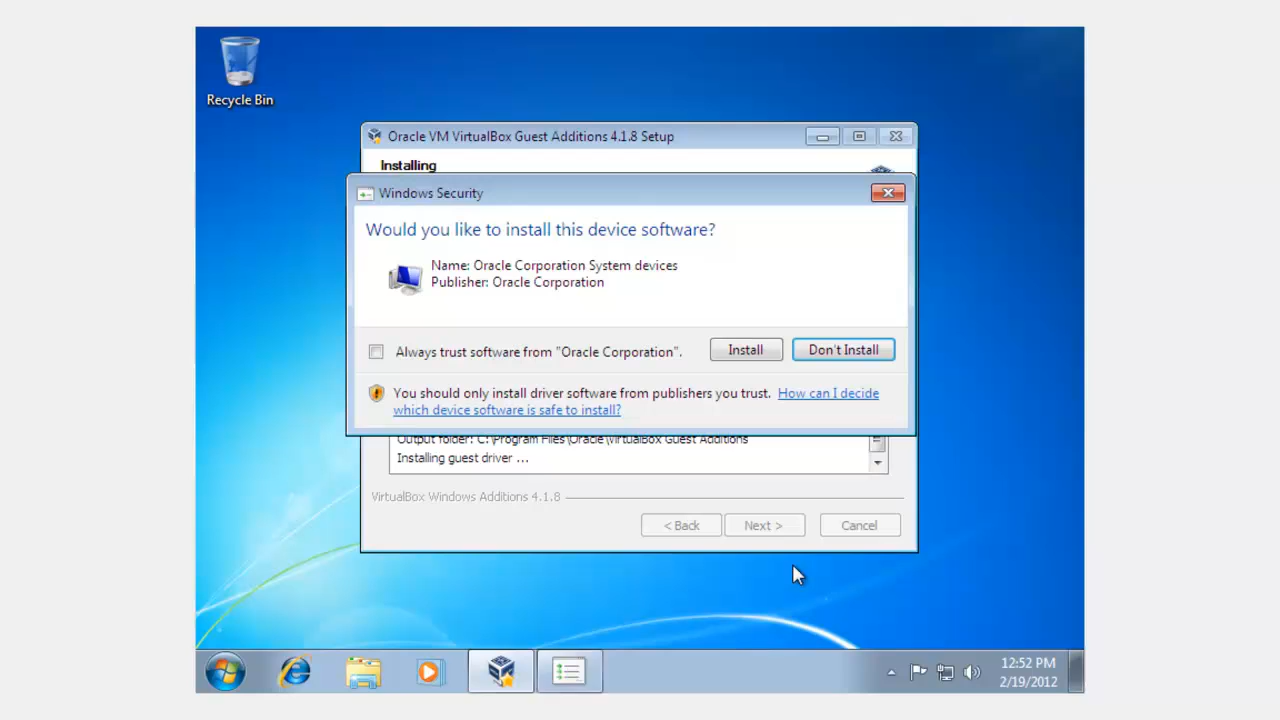 Recycle Bin
Oracle VM VirtualBox Guest Additions 4.1.8 Setup
Installing
Windows Security
Would you like to install this device software?
Name: Oracle Corporation System devices
Publisher: Oracle Corporation
Always trust software from "Oracle Corporation".
Install
Don't Install
You should only install driver software from publishers you trust. How can I decide
which device software is safe to install?
Output folder: C:\Program Files\Oracle\VirtualBox Guest Additions
Installing guest driver ...
VirtualBox Windows Additions 4.1.8
< Back
Next >
Cancel
12:52 PM
2/19/2012